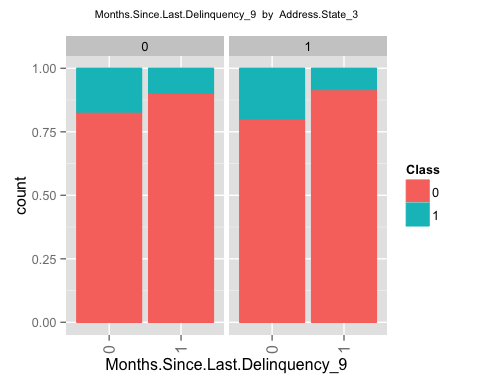 Months.Since.Last.Delinquency_9 by Address.State_3
0 1
1.00
0.75
0.50
0.25
0.00
count
0 1 0 1
Months.Since.Last.Delinquency_9
Class
0
1